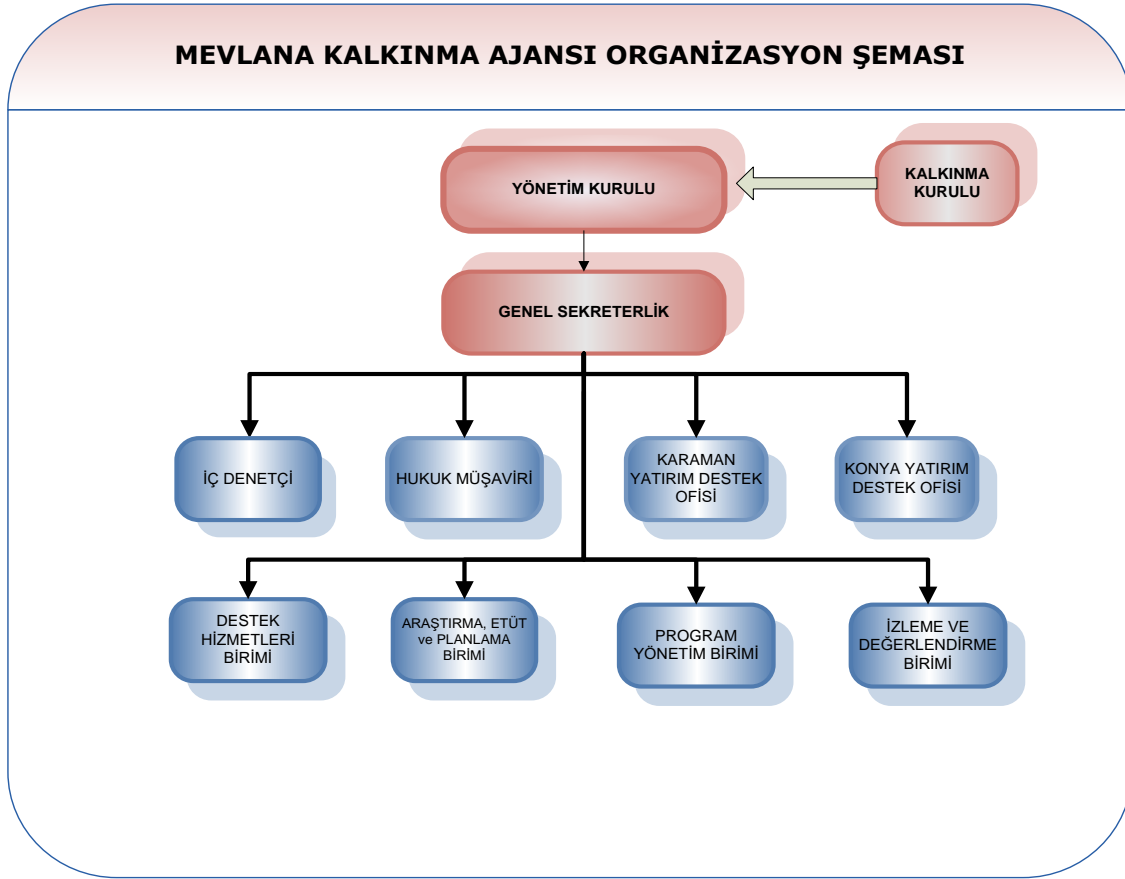 MEVLANA KALKINMA AJANSI ORGANİZASYON ŞEMASI
YÖNETİM KURULU
KALKINMA
KURULU
GENEL SEKRETERLİK
İÇ DENETÇİ
HUKUK MÜŞAVİRİ
KARAMAN
YATIRIM DESTEK
OFİSİ
KONYA YATIRIM
DESTEK OFİSİ
DESTEK
HİZMETLERİ
BİRİMİ
ARAŞTIRMA, ETÜT
ve PLANLAMA
BİRİMİ
PROGRAM
YÖNETİM BİRİMİ
İZLEME VE
DEĞERLENDİRME
BİRİMİ